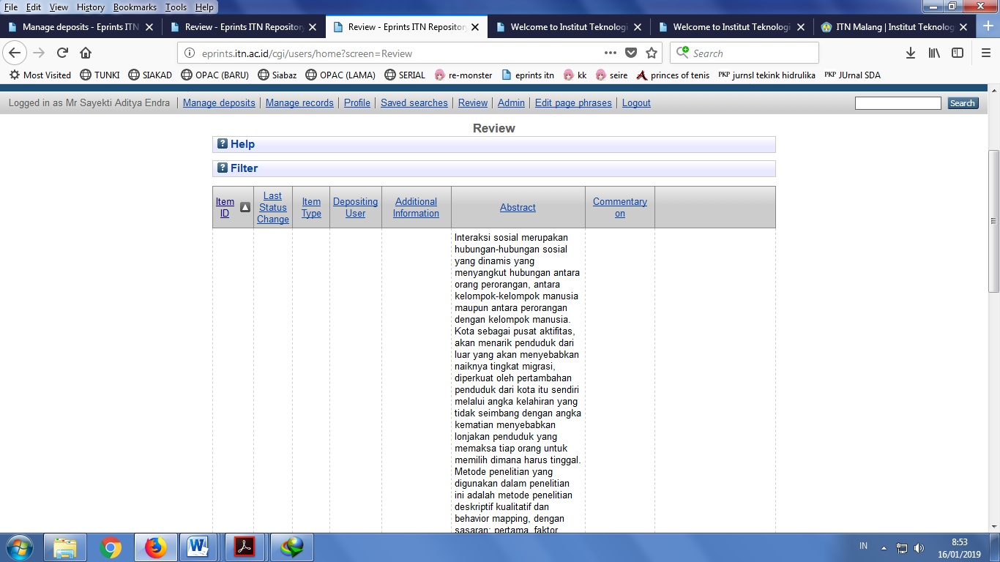 File Edit View History Bookmarks Tools Help
Manage deposits - Eprints ITN
Review - Eprints ITN Repository
Review - Eprints ITN Repository
Welcome to Institut Teknologi
Welcome to Institut Teknologi
ITN Malang | Institut Teknolog
eprints.itn.ac.id/cgi/users/home?screen=Review
Search
Most Visited TUNKI SIAKAD OPAC (BARU) Siabaz OPAC (LAMA) SERIAL re-monster eprints itn kk seire princes of tenis PKP jurnsl tekink hidrulika PKP JUrnal SDA
Logged in as Mr Sayekti Aditya Endra | Manage deposits | Manage records | Profile | Saved searches | Review | Admin | Edit page phrases | Logout
Search
Review
? Help
? Filter
Item ID
Last Status Change
Item Type
Depositing User
Additional Information
Abstract
Commentary on
Interaksi sosial merupakan
hubungan-hubungan sosial
yang dinamis yang
menyangkut hubungan antara
orang perorangan, antara
kelompok-kelompok manusia
maupun antara perorangan
dengan kelompok manusia.
Kota sebagai pusat aktifitas,
akan menarik penduduk dari
luar yang akan menyebabkan
naiknya tingkat migrasi,
diperkuat oleh pertambahan
penduduk dari kota itu sendiri
melalui angka kelahiran yang
tidak seimbang dengan angka
kematian menyebabkan
lonjakan penduduk yang
memaksa tiap orang untuk
memilih dimana harus tinggal.
Metode penelitian yang
digunakan dalam penelitian
ini adalah metode penelitian
deskriptif kualitatif dan
behavior mapping, dengan
sasaran: pertama, faktor
IN
8:53
16/01/2019